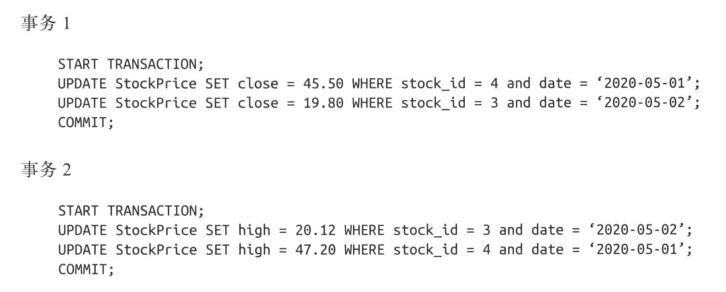 事务 1
START TRANSACTION;
UPDATE StockPrice SET close = 45.50 WHERE stock_id = 4 and date = ‘2020-05-01’;
UPDATE StockPrice SET close = 19.80 WHERE stock_id = 3 and date = ‘2020-05-02’;
COMMIT;
事务 2
START TRANSACTION;
UPDATE StockPrice SET high = 20.12 WHERE stock_id = 3 and date = ‘2020-05-02’;
UPDATE StockPrice SET high = 47.20 WHERE stock_id = 4 and date = ‘2020-05-01’;
COMMIT;